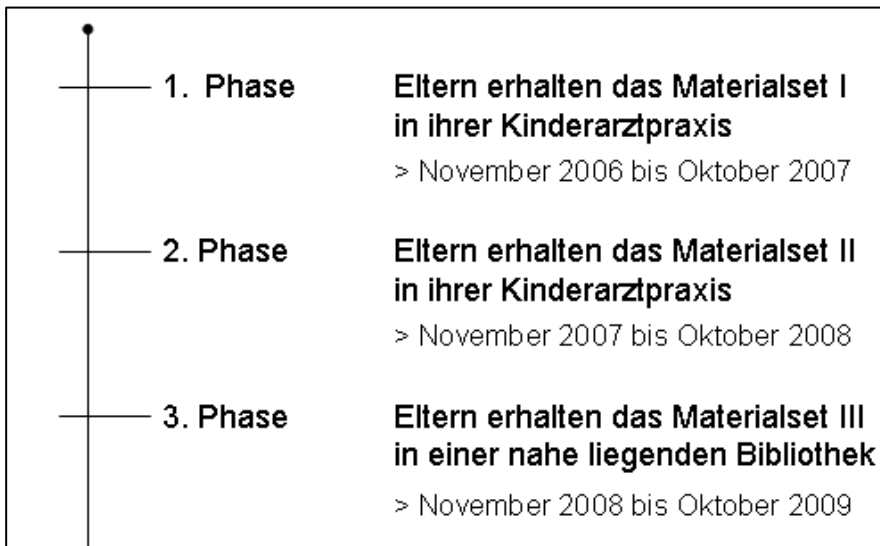 1. Phase Eltern erhalten das Materialset I
in ihrer Kinderarztpraxis
> November 2006 bis Oktober 2007
2. Phase Eltern erhalten das Materialset II
in ihrer Kinderarztpraxis
> November 2007 bis Oktober 2008
3. Phase Eltern erhalten das Materialset III
in einer nahe liegenden Bibliothek
> November 2008 bis Oktober 2009